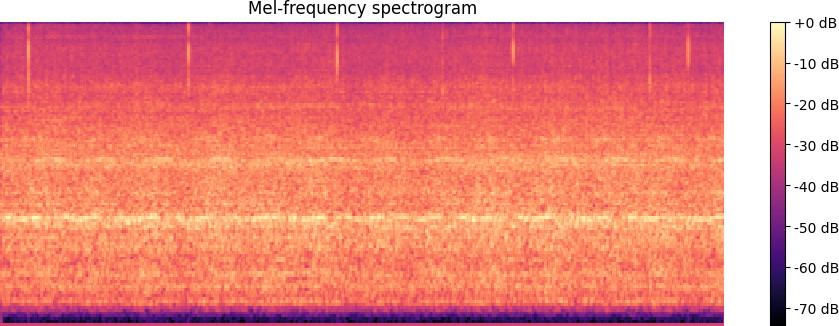 Mel-frequency spectrogram
+0 dB
-10 dB
-20 dB
-30 dB
-40 dB
-50 dB
-60 dB
-70 dB